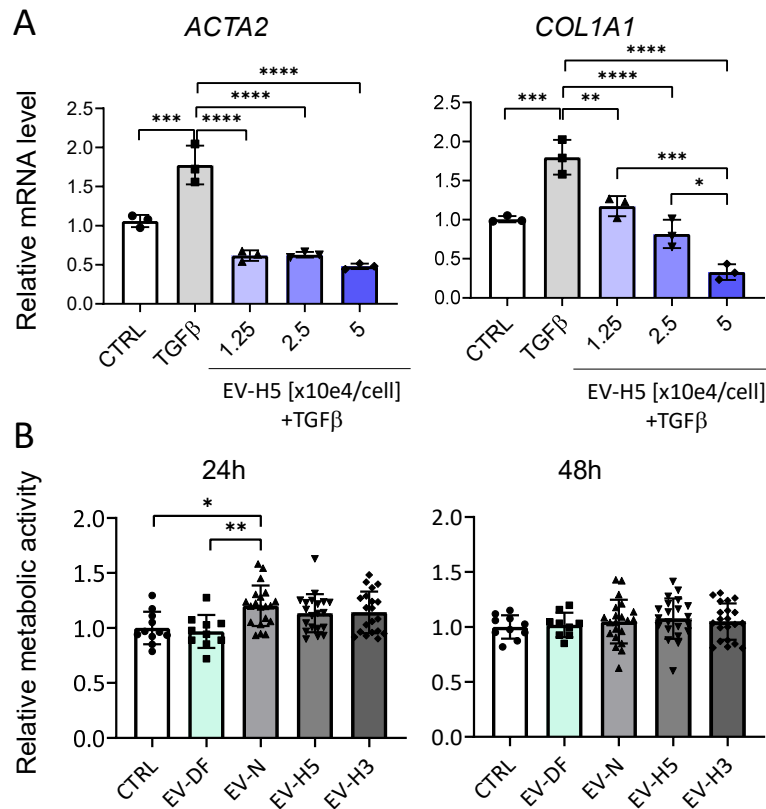 A
ACTA2
COL1A1
Relative mRNA level
2.5
2.0
1.5
1.0
0.5
0.0
*** ****
****
****
CTRL
TGFβ
1.25
2.5
5
EV-H5 [x10e4/cell]
+TGFβ
2.5
2.0
1.5
1.0
0.5
0.0
*** **
****
****
***
*
CTRL
TGFβ
1.25
2.5
5
EV-H5 [x10e4/cell]
+TGFβ
B
24h
48h
Relative metabolic activity
2.0
1.5
1.0
0.5
0.0
*
**
CTRL
EV-DF
EV-N
EV-H5
EV-H3
2.0
1.5
1.0
0.5
0.0
CTRL
EV-DF
EV-N
EV-H5
EV-H3